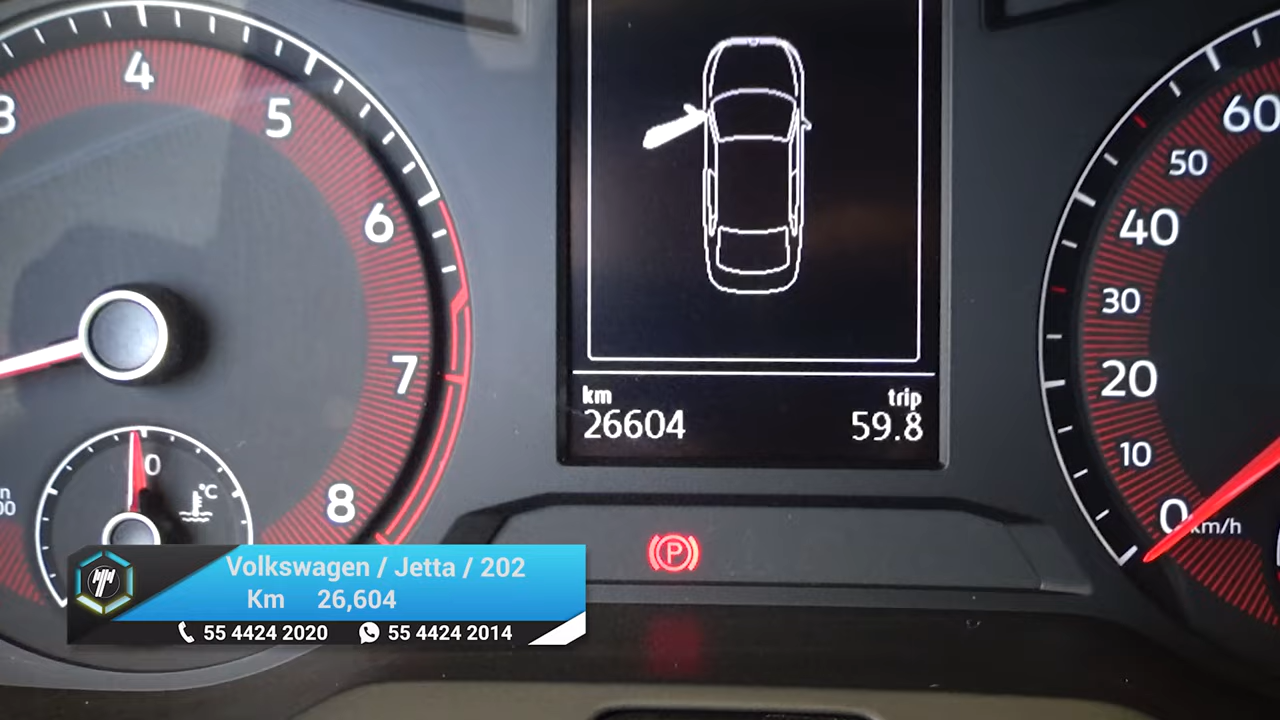 4
5
6
7
8
0
°C
km
26604
trip
59.8
60
50
40
30
20
10
0
km/h
P
Volkswagen / Jetta / 202
Km 26,604
55 4424 2020 55 4424 2014